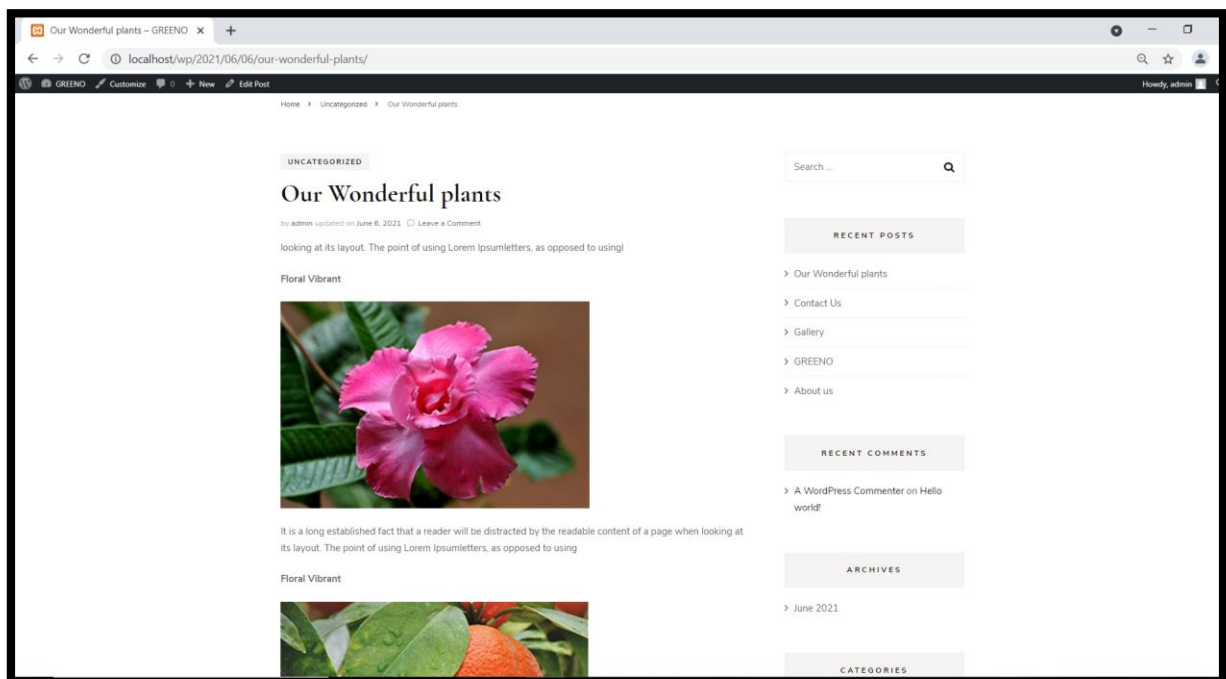 Our Wonderful plants – GREENO
localhost/wp/2021/06/06/our-wonderful-plants/
GREENO Customize 0 New Edit Post Howdy, admin
Home > Uncategorized > Our Wonderful plants
UNCATEGORIZED
Our Wonderful plants
by admin updated on June 6, 2021 Leave a Comment
looking at its layout. The point of using Lorem Ipsumletters, as opposed to usingl
Floral Vibrant
It is a long established fact that a reader will be distracted by the readable content of a page when looking at
its layout. The point of using Lorem Ipsumletters, as opposed to using
Floral Vibrant
Search ...
RECENT POSTS
Our Wonderful plants
Contact Us
Gallery
GREENO
About us
RECENT COMMENTS
A WordPress Commenter on Hello
world!
ARCHIVES
June 2021
CATEGORIES